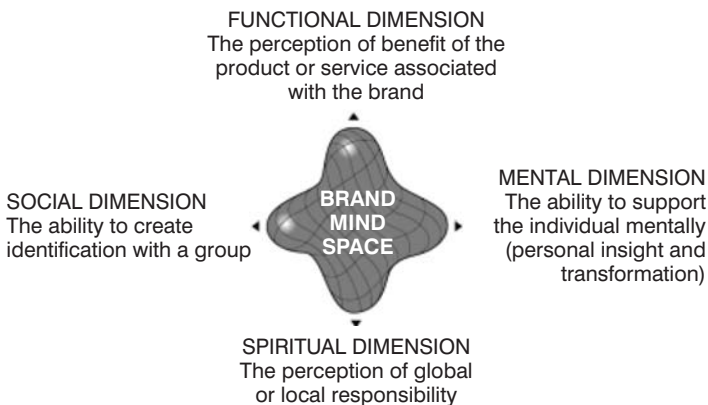 FUNCTIONAL DIMENSION
The perception of benefit of the
product or service associated
with the brand
SOCIAL DIMENSION
The ability to create
identification with a group
BRAND
MIND
SPACE
MENTAL DIMENSION
The ability to support
the individual mentally
(personal insight and
transformation)
SPIRITUAL DIMENSION
The perception of global
or local responsibility